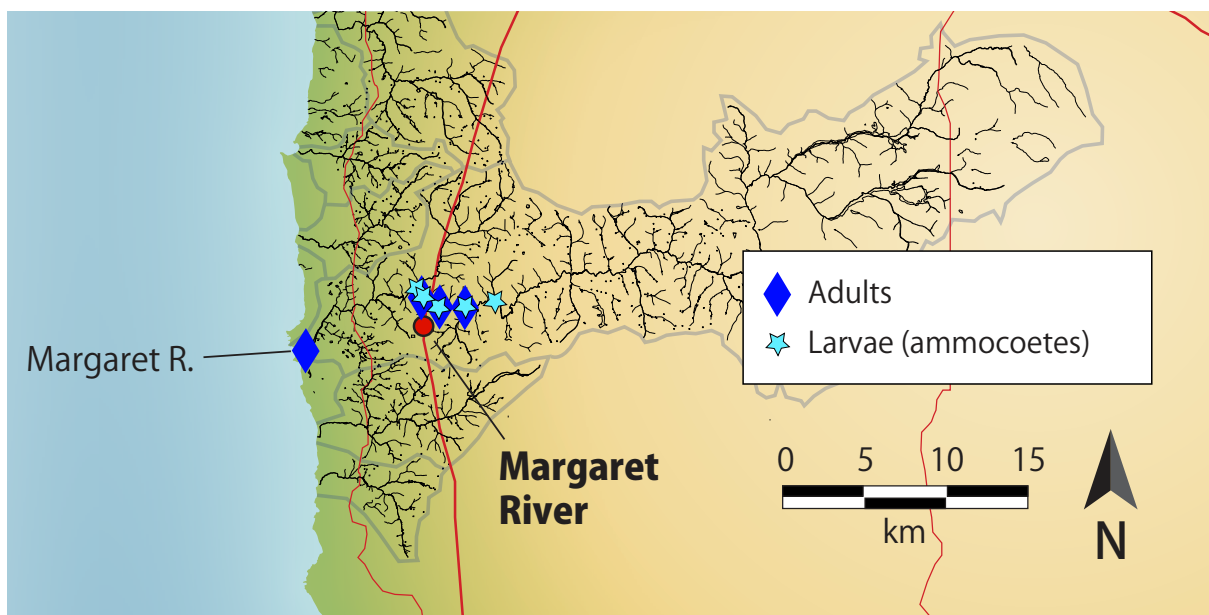 Adults
Larvae (ammocoetes)
Margaret R.
Margaret
River
0 5 10 15
km
N